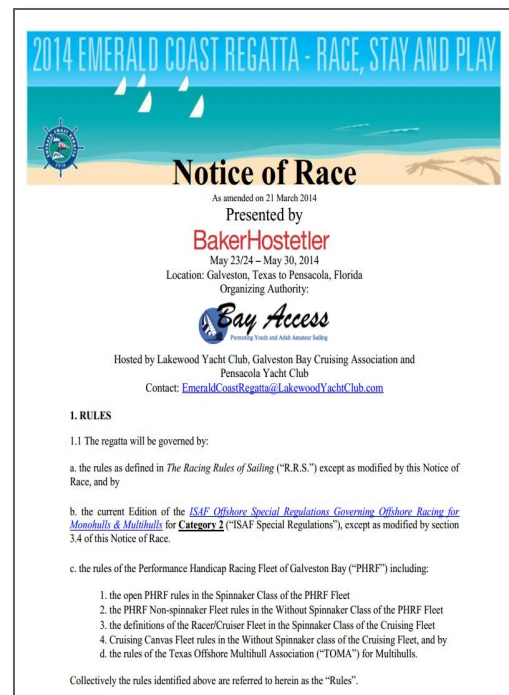 2014 EMERALD COAST REGATTA - RACE, STAY AND PLAY
Notice of Race
As amended on 21 March 2014
Presented by
BakerHostetler
May 23/24 – May 30, 2014
Location: Galveston, Texas to Pensacola, Florida
Organizing Authority:
Bay Access
Promoting Youth and Adult Amateur Sailing
Hosted by Lakewood Yacht Club, Galveston Bay Cruising Association and
Pensacola Yacht Club
Contact: EmeraldCoastRegatta@LakewoodYachtClub.com
1. RULES
1.1 The regatta will be governed by:
a. the rules as defined in The Racing Rules of Sailing (“R.R.S.”) except as modified by this Notice of
Race, and by
b. the current Edition of the ISAF Offshore Special Regulations Governing Offshore Racing for
Monohulls & Multihulls for Category 2 (“ISAF Special Regulations”), except as modified by section
3.4 of this Notice of Race.
c. the rules of the Performance Handicap Racing Fleet of Galveston Bay (“PHRF”) including:
1. the open PHRF rules in the Spinnaker Class of the PHRF Fleet
2. the PHRF Non-spinnaker Fleet rules in the Without Spinnaker Class of the PHRF Fleet
3. the definitions of the Racer/Cruiser Fleet in the Spinnaker Class of the Cruising Fleet
4. Cruising Canvas Fleet rules in the Without Spinnaker class of the Cruising Fleet, and by
d. the rules of the Texas Offshore Multihull Association (“TOMA”) for Multihulls.
Collectively the rules identified above are referred to herein as the “Rules”.